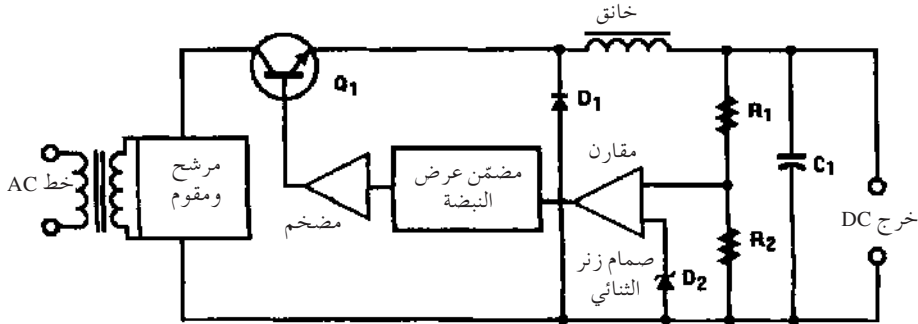 خانق
Q1
D1
R1
مقارن
C1
خط AC
مرشح
ومقوم
مضمّن عرض
النبضة
مضخم
خرج DC
R2
صمام زنر
الثنائي
D2